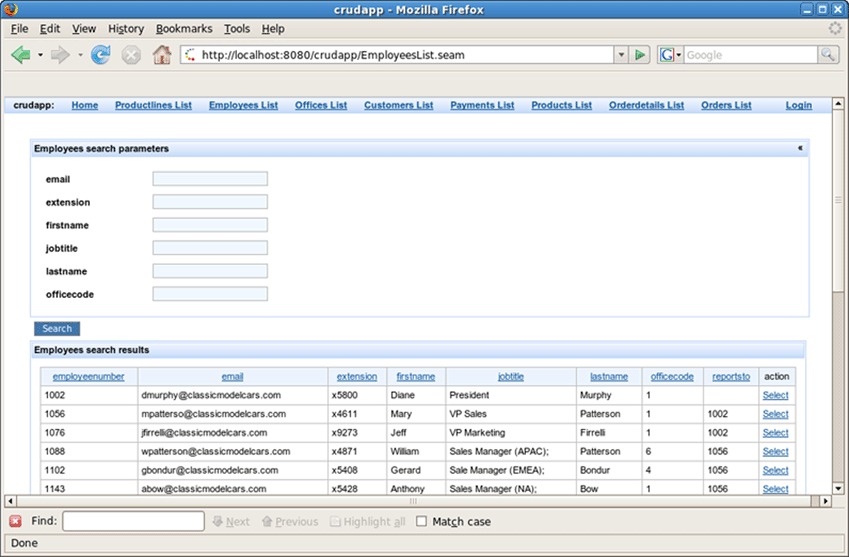 crudapp - Mozilla Firefox
File Edit View History Bookmarks Tools Help
http://localhost:8080/crudapp/EmployeesList.seam Google
crudapp: Home Productlines List Employees List Offices List Customers List Payments List Products List Orderdetails List Orders List Login
Employees search parameters «
email
extension
firstname
jobtitle
lastname
officecode
Search
Employees search results
employeenumber email extension firstname jobtitle lastname officecode reportsto action
1002 dmurphy@classicmodelcars.com x5800 Diane President Murphy 1 Select
1056 mpatterso@classicmodelcars.com x4611 Mary VP Sales Patterson 1 1002 Select
1076 jfirrelli@classicmodelcars.com x9273 Jeff VP Marketing Firrelli 1 1002 Select
1088 wpatterson@classicmodelcars.com x4871 William Sales Manager (APAC); Patterson 6 1056 Select
1102 gbondur@classicmodelcars.com x5408 Gerard Sale Manager (EMEA); Bondur 4 1056 Select
1143 abow@classicmodelcars.com x5428 Anthony Sales Manager (NA); Bow 1 1056 Select
Find: Next Previous Highlight all Match case
Done